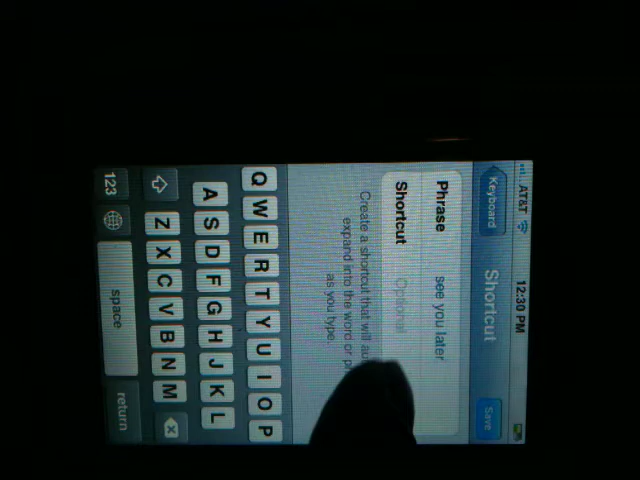 AT&T 12:30 PM
Keyboard Shortcut Save
Phrase see you later
Shortcut Optional
Create a shortcut that will
expand into the word or
as you type.
Q W E R T Y U I O P
A S D F G H J K L
Z X C V B N M
123 space return